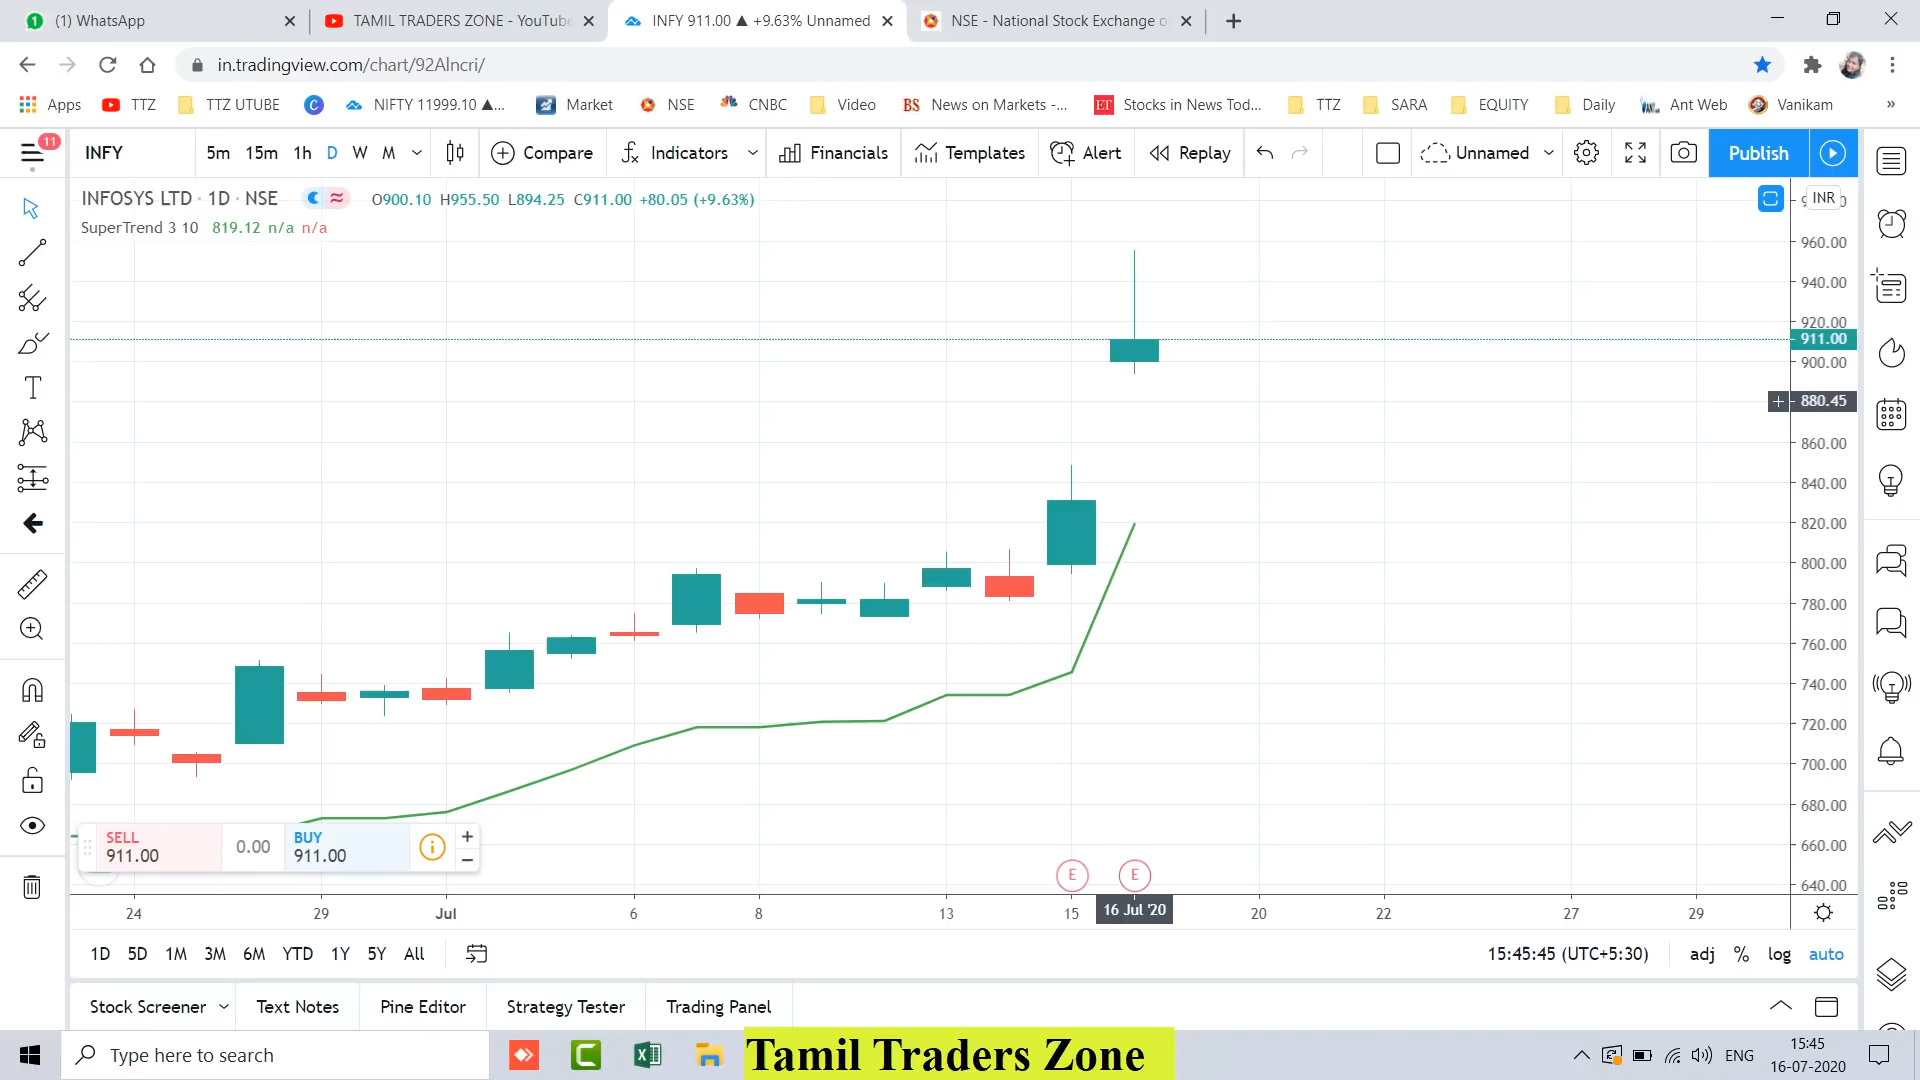 (1) WhatsApp
TAMIL TRADERS ZONE - YouTube
INFY 911.00 ▲ +9.63% Unnamed
NSE - National Stock Exchange o
in.tradingview.com/chart/92Alncri/
Apps TTZ TTZ UTUBE C NIFTY 11999.10 ▲... Market NSE CNBC Video BS News on Markets -... ET Stocks in News Tod... TTZ SARA EQUITY Daily Ant Web Vanikam »
11
INFY 5m 15m 1h D W M Compare Indicators Financials Templates Alert Replay Unnamed Publish
INFOSYS LTD · 1D · NSE O900.10 H955.50 L894.25 C911.00 +80.05 (+9.63%)
INR
SuperTrend 3 10 819.12 n/a n/a
960.00
940.00
920.00
911.00
900.00
880.45
860.00
840.00
820.00
800.00
780.00
760.00
740.00
720.00
700.00
680.00
660.00
640.00
SELL
911.00
0.00
BUY
911.00
E E
24 29 Jul 6 8 13 15 16 Jul '20 20 22 27 29
1D 5D 1M 3M 6M YTD 1Y 5Y All 15:45:45 (UTC+5:30) adj % log auto
Stock Screener Text Notes Pine Editor Strategy Tester Trading Panel
Type here to search
Tamil Traders Zone
ENG
15:45
16-07-2020